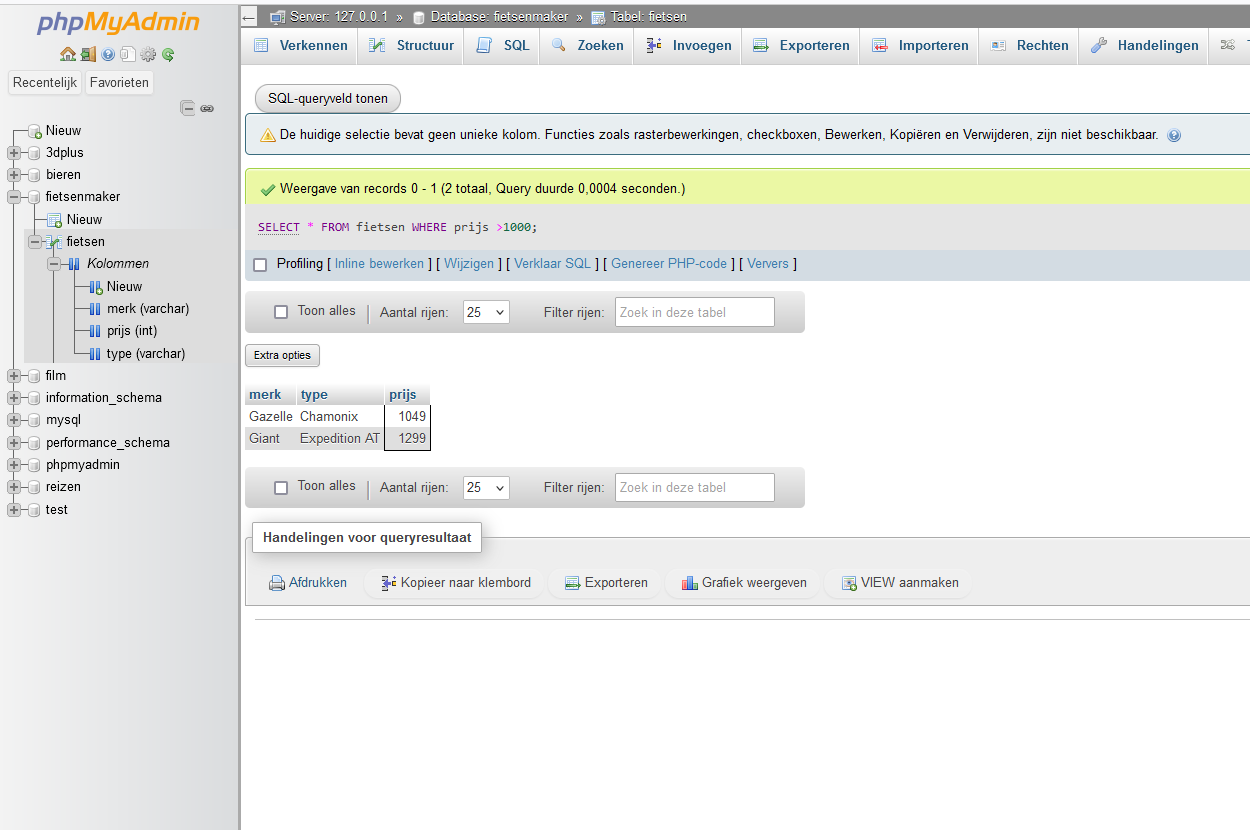 phpMyAdmin
Recentelijk Favorieten
Nieuw
3dplus
bieren
fietsenmaker
Nieuw
fietsen
Kolommen
Nieuw
merk (varchar)
prijs (int)
type (varchar)
film
information_schema
mysql
performance_schema
phpmyadmin
reizen
test
Server: 127.0.0.1 » Database: fietsenmaker » Tabel: fietsen
Verkennen Structuur SQL Zoeken Invoegen Exporteren Importeren Rechten Handelingen
SQL-queryveld tonen
De huidige selectie bevat geen unieke kolom. Functies zoals rasterbewerkingen, checkboxen, Bewerken, Kopiëren en Verwijderen, zijn niet beschikbaar.
Weergave van records 0 - 1 (2 totaal, Query duurde 0,0004 seconden.)
SELECT * FROM fietsen WHERE prijs >1000;
Profiling [ Inline bewerken ] [ Wijzigen ] [ Verklaar SQL ] [ Genereer PHP-code ] [ Ververs ]
Toon alles | Aantal rijen: 25 Filter rijen: Zoek in deze tabel
Extra opties
merk type prijs
Gazelle Chamonix 1049
Giant Expedition AT 1299
Toon alles | Aantal rijen: 25 Filter rijen: Zoek in deze tabel
Handelingen voor queryresultaat
Afdrukken Kopieer naar klembord Exporteren Grafiek weergeven VIEW aanmaken